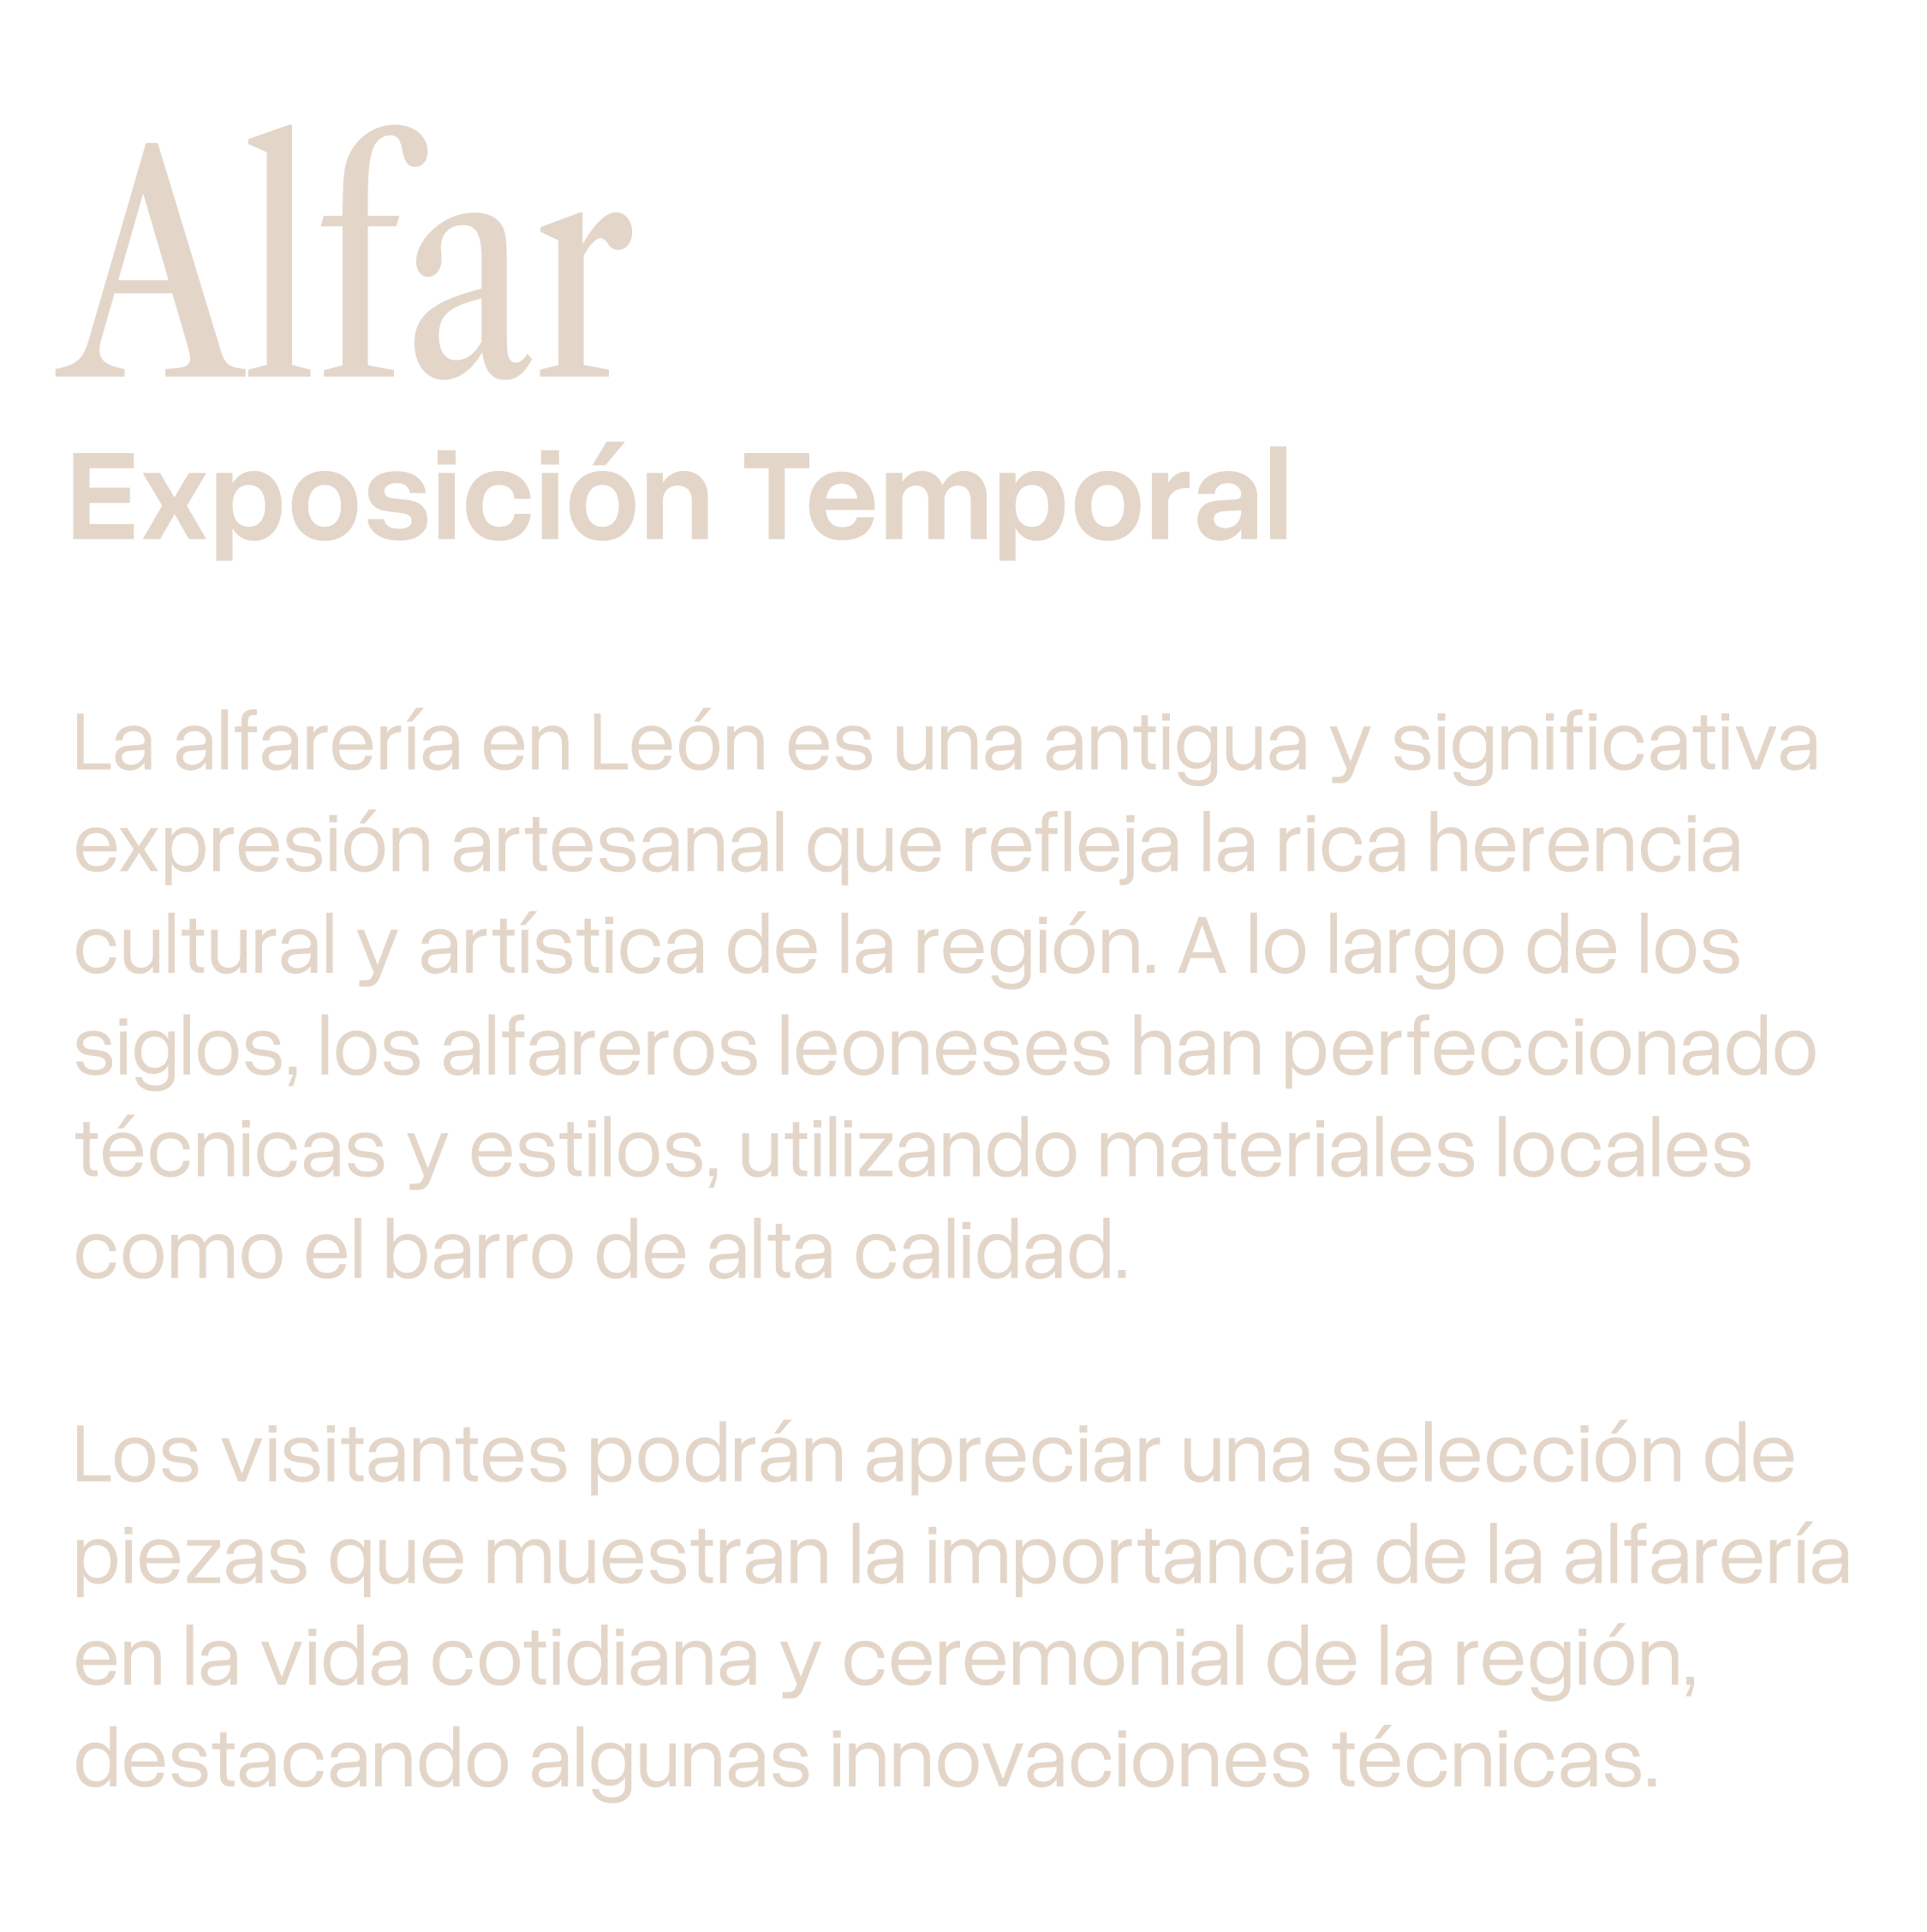 Alfar
Exposición Temporal
La alfarería en León es una antigua y significativa
expresión artesanal que refleja la rica herencia
cultural y artística de la región. A lo largo de los
siglos, los alfareros leoneses han perfeccionado
técnicas y estilos, utilizando materiales locales
como el barro de alta calidad.
Los visitantes podrán apreciar una selección de
piezas que muestran la importancia de la alfarería
en la vida cotidiana y ceremonial de la región,
destacando algunas innovaciones técnicas.